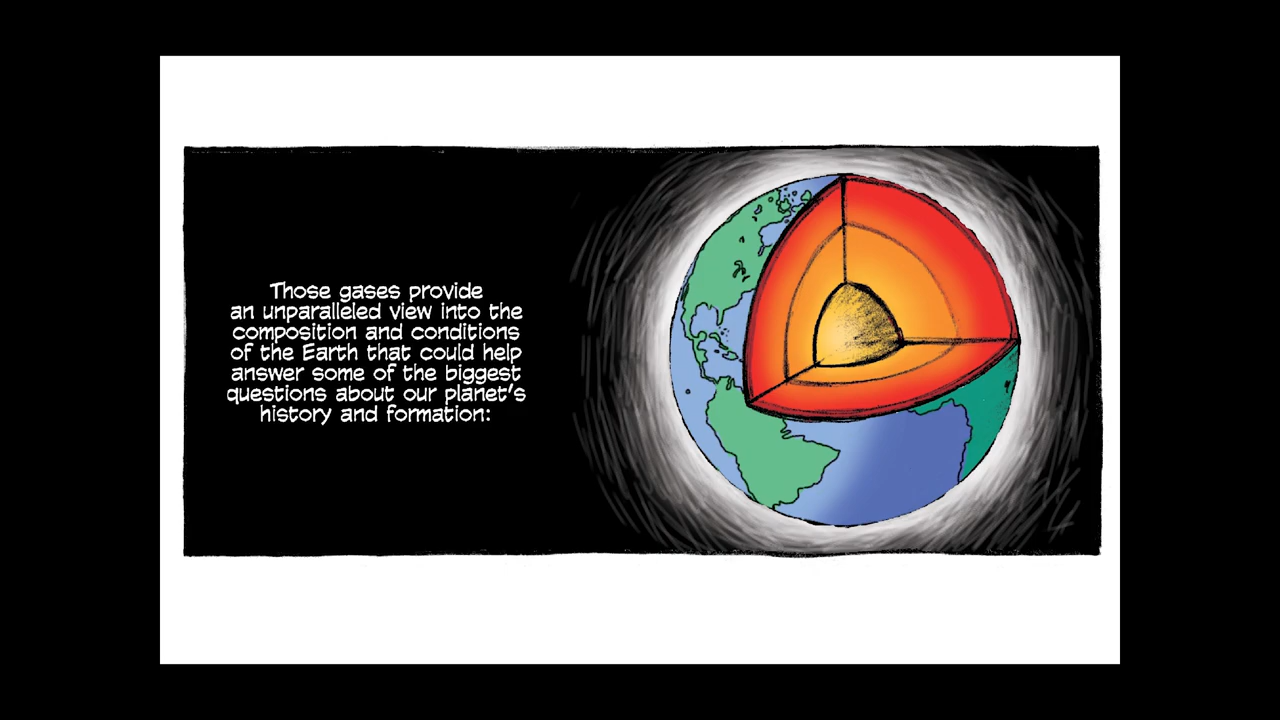 Those gases provide
an unparalleled view into the
composition and conditions
of the Earth that could help
answer some of the biggest
questions about our planet's
history and formation: